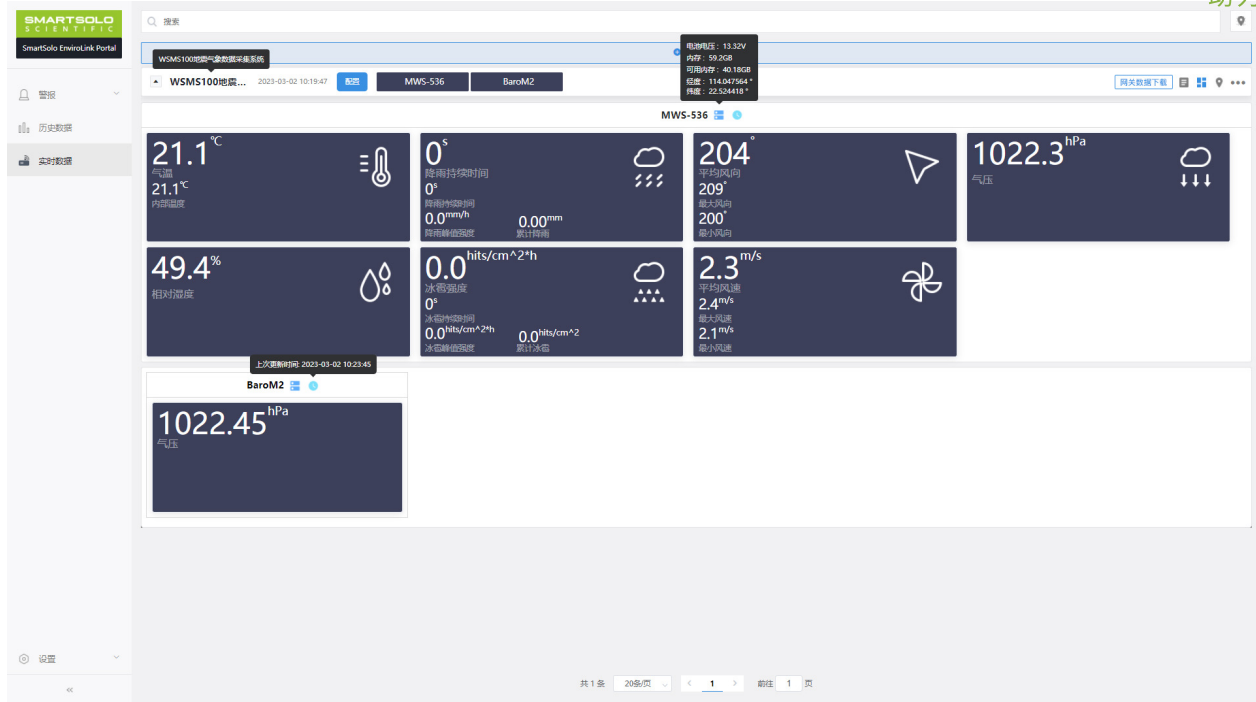 SMARTSOLO
SCIENTIFIC
SmartSolo EnviroLink Portal
警报
历史数据
实时数据
设置
«
搜索
WSMS100地震气象数据采集系统
电池电压：13.32V
内存：59.2GB
可用内存：40.18GB
经度：114.047564 °
纬度：22.524418 °
WSMS100地震... 2023-03-02 10:19:47 配置 MWS-536 BaroM2 网关数据下载
MWS-536
21.1℃
气温
21.1℃
内部温度
0s
降雨持续时间
0s
降雨持续时间
0.0mm/h 0.00mm
降雨峰值强度 累计降雨
204°
平均风向
209°
最大风向
200°
最小风向
1022.3hPa
气压
49.4%
相对湿度
0.0hits/cm^2*h
冰雹强度
0s
冰雹持续时间
0.0hits/cm^2*h 0.0hits/cm^2
冰雹峰值强度 累计冰雹
2.3m/s
平均风速
2.4m/s
最大风速
2.1m/s
最小风速
上次更新时间: 2023-03-02 10:23:45
BaroM2
1022.45hPa
气压
共 1 条 20条/页 < 1 > 前往 1 页